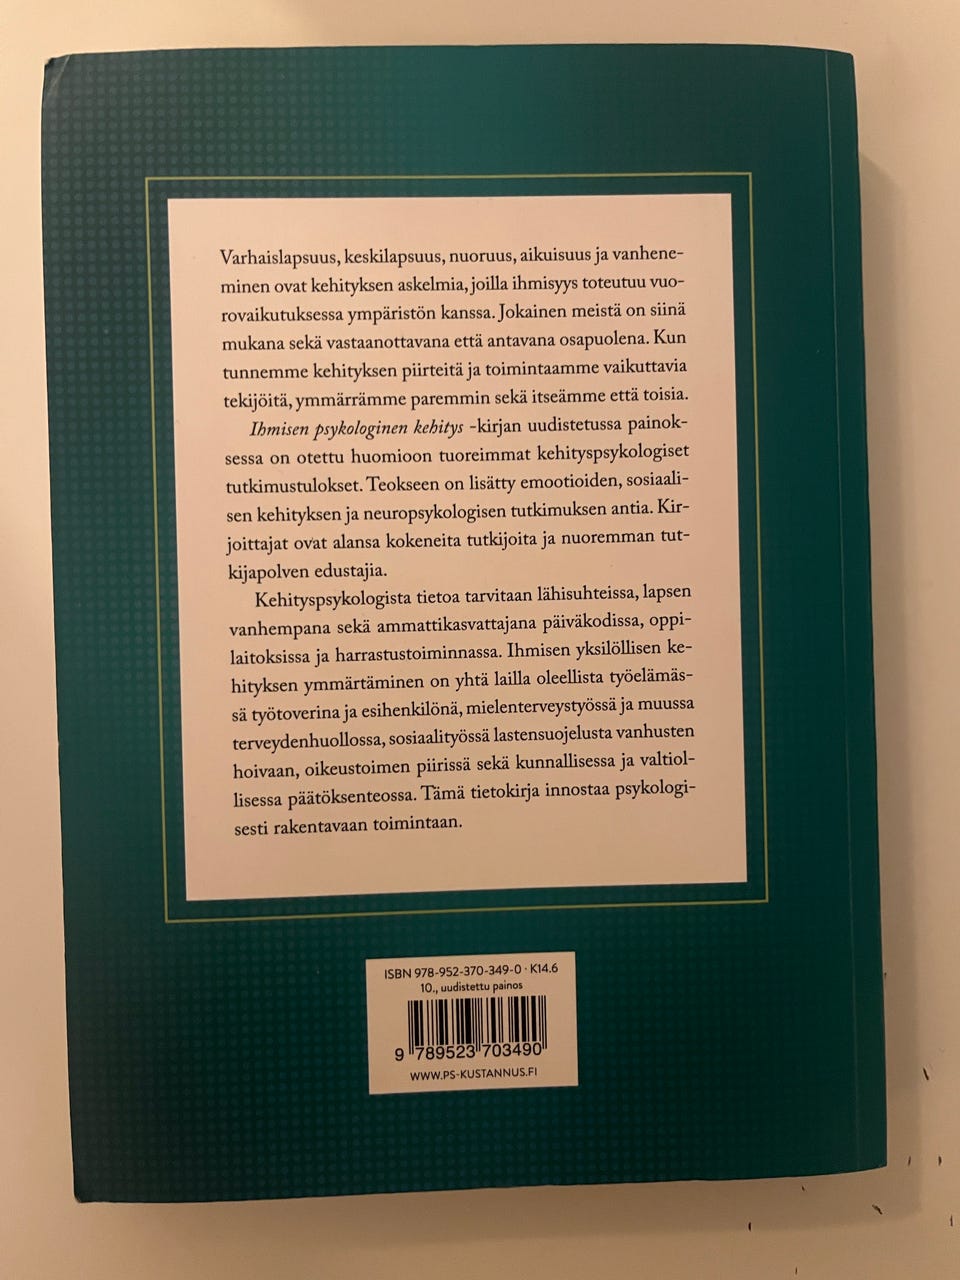 Varhaislapsuus, keskilapsuus, nuoruus, aikuisuus ja vanhene-
minen ovat kehityksen askelmia, joilla ihmisyys toteutuu vuo-
rovaikutuksessa ympäristön kanssa. Jokainen meistä on siinä
mukana sekä vastaanottavana että antavana osapuolena. Kun
tunnemme kehityksen piirteitä ja toimintaamme vaikuttavia
tekijöitä, ymmärrämme paremmin sekä itseämme että toisia.
Ihmisen psykologinen kehitys -kirjan uudistetussa painok-
sessa on otettu huomioon tuoreimmat kehityspsykologiset
tutkimustulokset. Teokseen on lisätty emootioiden, sosiaali-
sen kehityksen ja neuropsykologisen tutkimuksen antia. Kir-
joittajat ovat alansa kokeneita tutkijoita ja nuoremman tut-
kijapolven edustajia.
Kehityspsykologista tietoa tarvitaan lähisuhteissa, lapsen
vanhempana sekä ammattikasvattajana päiväkodissa, oppi-
laitoksissa ja harrastustoiminnassa. Ihmisen yksilöllisen ke-
hityksen ymmärtäminen on yhtä lailla oleellista työelämäs-
sä työtoverina ja esihenkilönä, mielenterveystyössä ja muussa
terveydenhuollossa, sosiaalityössä lastensuojelusta vanhusten
hoivaan, oikeustoimen piirissä sekä kunnallisessa ja valtiol-
lisessa päätöksenteossa. Tämä tietokirja innostaa psykologi-
sesti rakentavaan toimintaan.
ISBN 978-952-370-349-0 · K14.6
10., uudistettu painos
9 789523 703490
WWW.PS-KUSTANNUS.FI